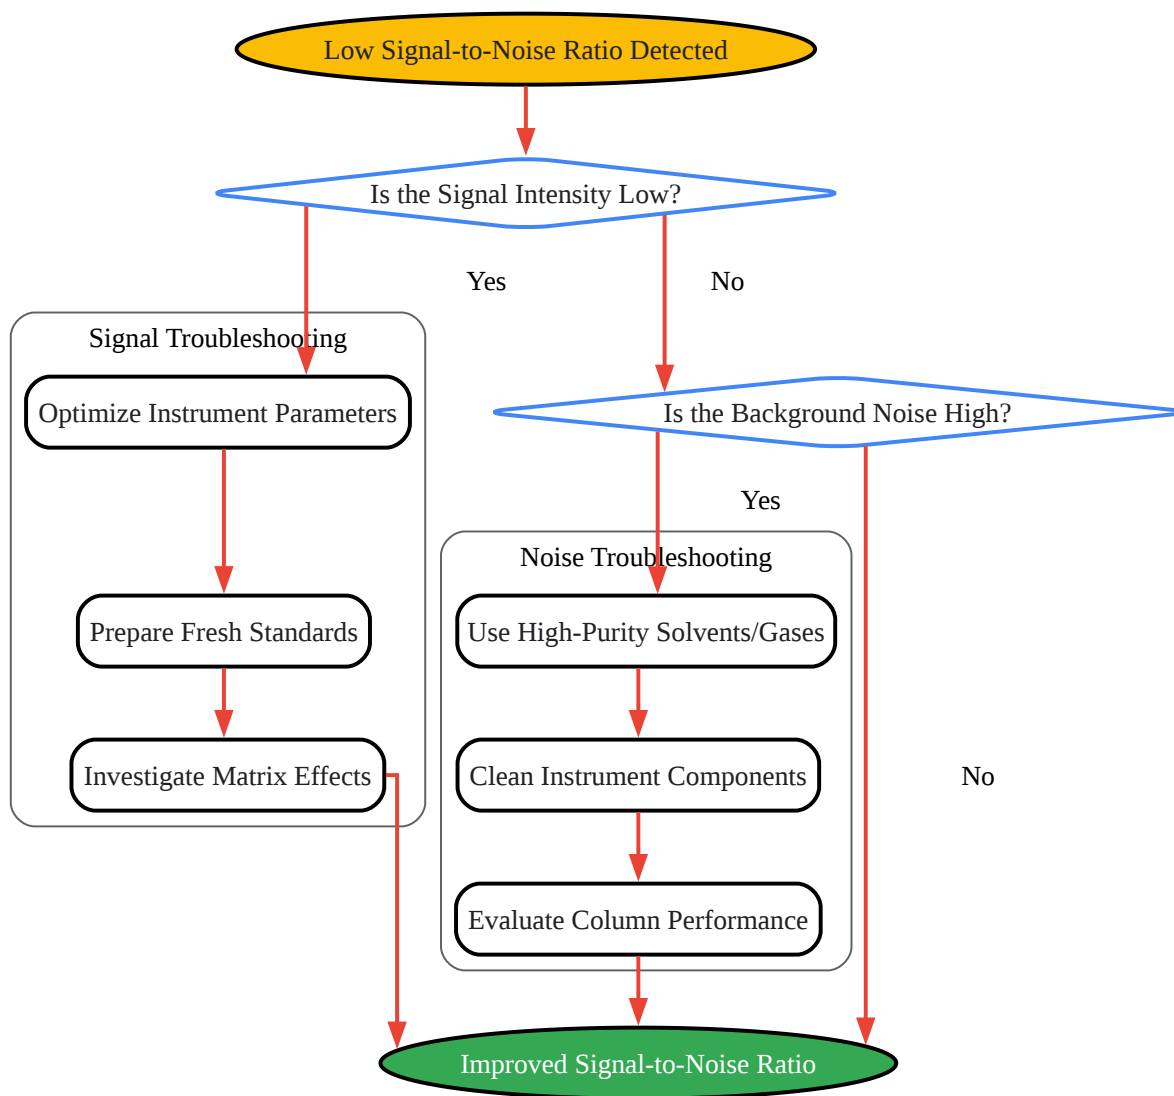 Low Signal-to-Noise Ratio Detected
Is the Signal Intensity Low?
Yes
No
Signal Troubleshooting
Optimize Instrument Parameters
Is the Background Noise High?
Yes
Noise Troubleshooting
Prepare Fresh Standards
Use High-Purity Solvents/Gases
Investigate Matrix Effects
Clean Instrument Components
No
Evaluate Column Performance
Improved Signal-to-Noise Ratio